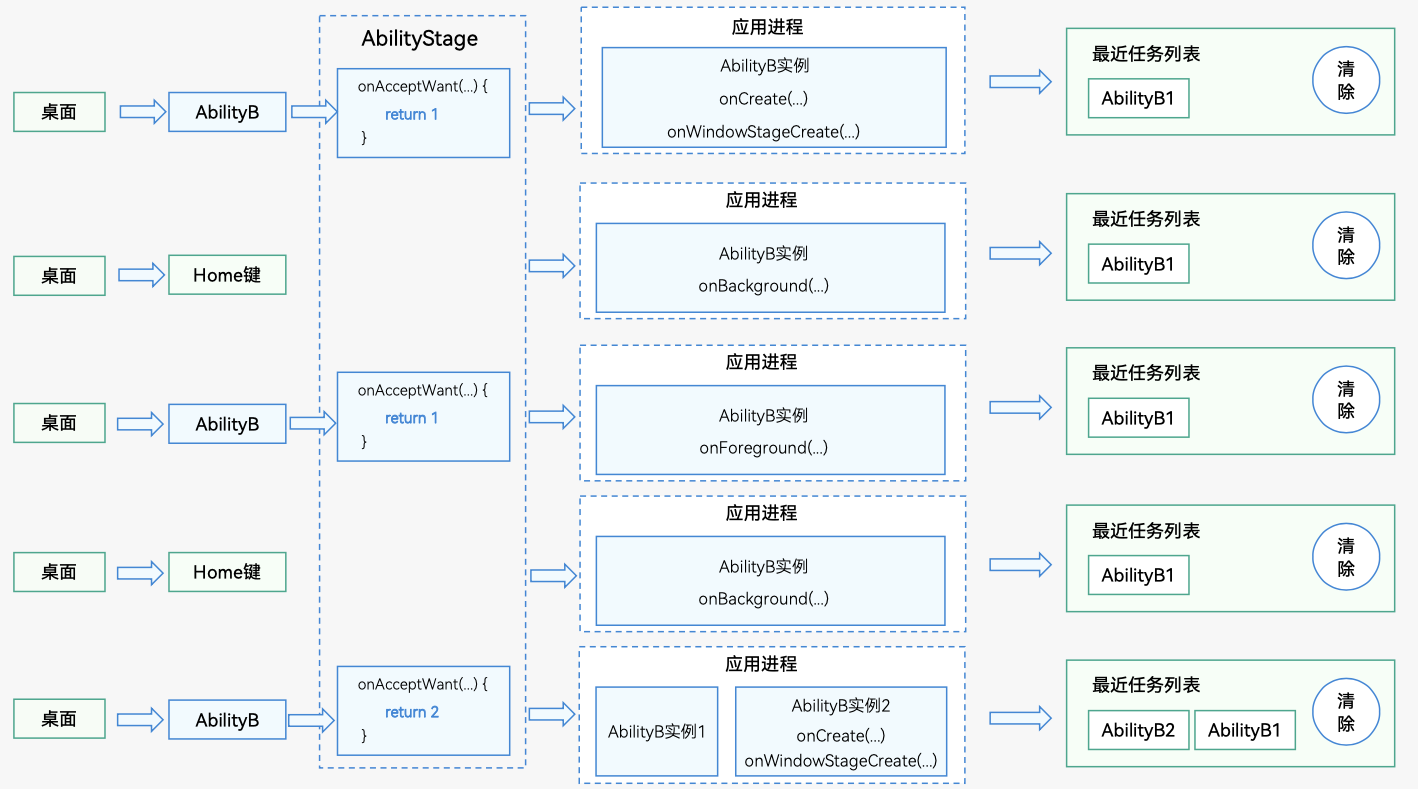 AbilityStage
桌面
AbilityB
onAcceptWant(...) {
return 1
}
应用进程
AbilityB实例
onCreate(...)
onWindowStageCreate(...)
最近任务列表
AbilityB1
清
除
桌面
Home键
应用进程
AbilityB实例
onBackground(...)
最近任务列表
AbilityB1
清
除
桌面
AbilityB
onAcceptWant(...) {
return 1
}
应用进程
AbilityB实例
onForeground(...)
最近任务列表
AbilityB1
清
除
桌面
Home键
应用进程
AbilityB实例
onBackground(...)
最近任务列表
AbilityB1
清
除
桌面
AbilityB
onAcceptWant(...) {
return 2
}
应用进程
AbilityB实例1
AbilityB实例2
onCreate(...)
onWindowStageCreate(...)
最近任务列表
AbilityB2
AbilityB1
清
除